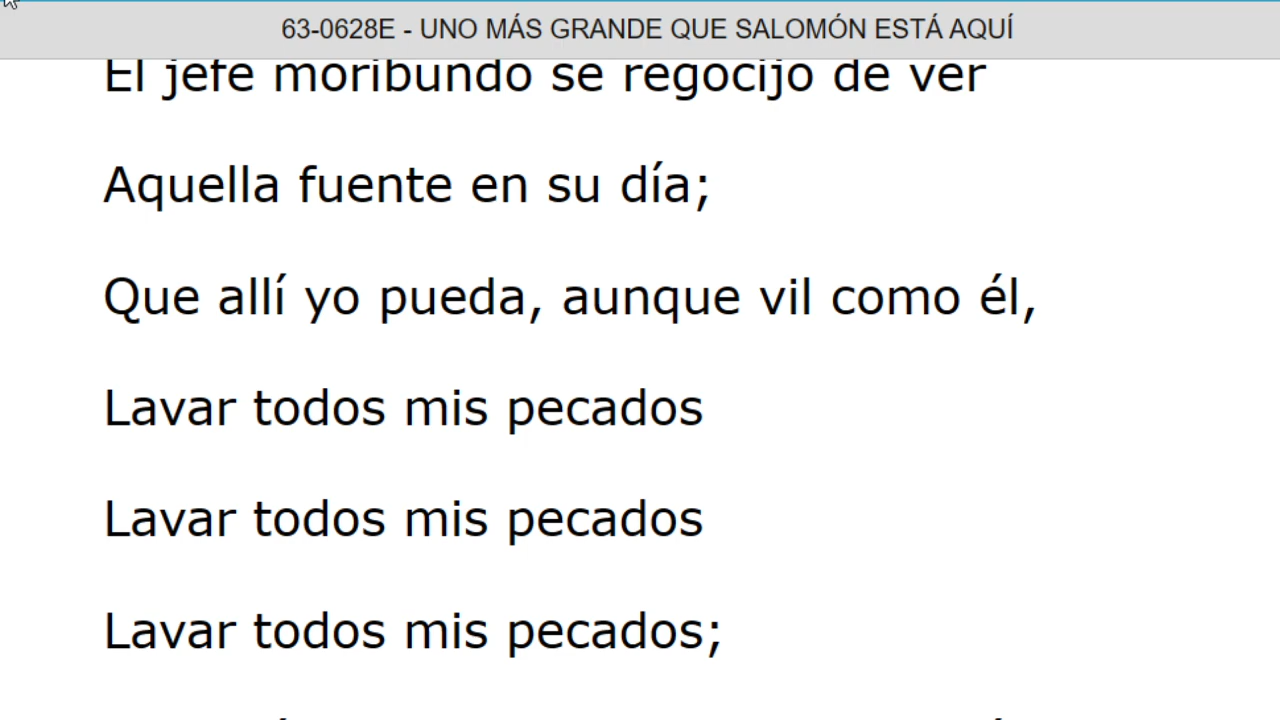 63-0628E - UNO MÁS GRANDE QUE SALOMÓN ESTÁ AQUÍ
El jefe moribundo se regocijo de ver
Aquella fuente en su día;
Que allí yo pueda, aunque vil como él,
Lavar todos mis pecados
Lavar todos mis pecados
Lavar todos mis pecados;